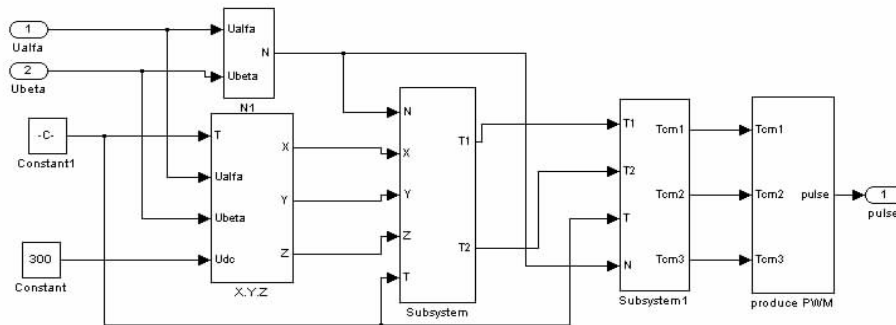 1
Ualfa
2
Ubeta
Ualfa
Ubeta
N
N1
-C-
Constant1
300
Constant
T
Ualfa
Ubeta
Udc
X
Y
Z
X.Y.Z
N
X
Y
Z
T
T1
T2
Subsystem
T1
T2
T
N
Tcm1
Tcm2
Tcm3
Subsystem1
Tcm1
Tcm2
Tcm3
pulse
produce PWM
1
pulse